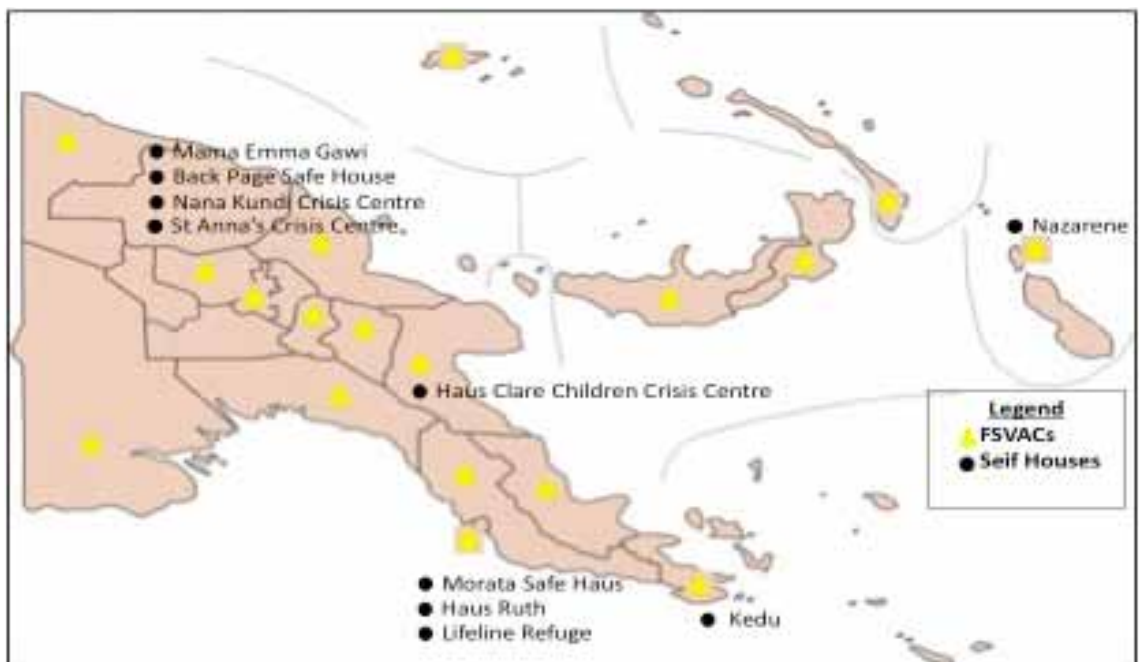 Mama Emma Gawi
Back Page Safe House
Nana Kundi Crisis Centre
St Anna's Crisis Centre
Nazarene
Haus Clare Children Crisis Centre
Legend
FSVACs
Seif Houses
Morata Safe Haus
Haus Ruth
Lifeline Refuge
Kedu